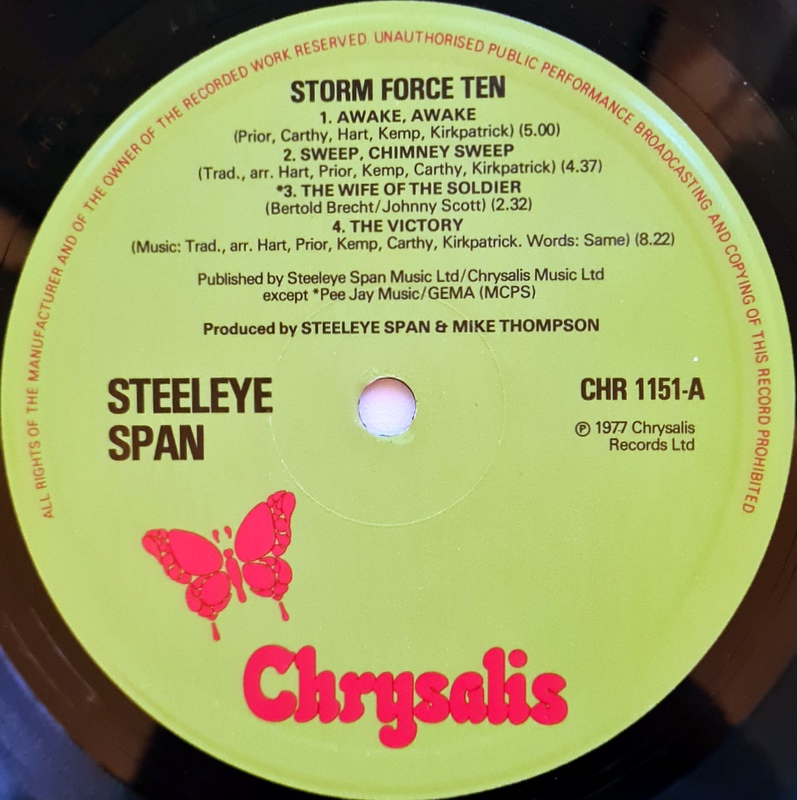 ALL RIGHTS OF THE MANUFACTURER AND OF THE OWNER OF THE RECORDED WORK RESERVED. UNAUTHORISED PUBLIC PERFORMANCE BROADCASTING AND COPYING OF THIS RECORD PROHIBITED
STORM FORCE TEN
1. AWAKE, AWAKE
(Prior, Carthy, Hart, Kemp, Kirkpatrick) (5.00)
2. SWEEP, CHIMNEY SWEEP
(Trad., arr. Hart, Prior, Kemp, Carthy, Kirkpatrick) (4.37)
*3. THE WIFE OF THE SOLDIER
(Bertold Brecht/Johnny Scott) (2.32)
4. THE VICTORY
(Music: Trad., arr. Hart, Prior, Kemp, Carthy, Kirkpatrick. Words: Same) (8.22)
Published by Steeleye Span Music Ltd/Chrysalis Music Ltd
except *Pee Jay Music/GEMA (MCPS)
Produced by STEELEYE SPAN & MIKE THOMPSON
STEELEYE
SPAN
CHR 1151-A
℗ 1977 Chrysalis
Records Ltd
Chrysalis